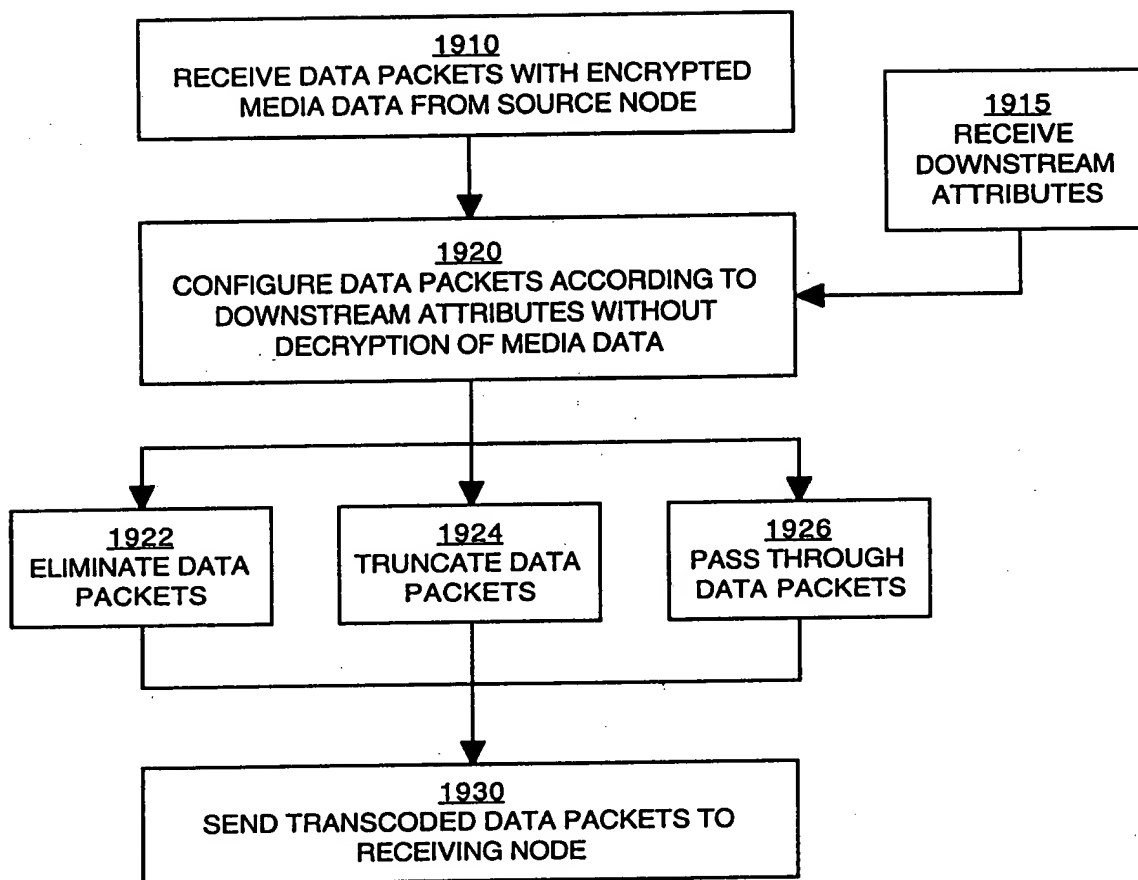 1910
RECEIVE DATA PACKETS WITH ENCRYPTED
MEDIA DATA FROM SOURCE NODE
1915
RECEIVE
DOWNSTREAM
ATTRIBUTES
1920
CONFIGURE DATA PACKETS ACCORDING TO
DOWNSTREAM ATTRIBUTES WITHOUT
DECRYPTION OF MEDIA DATA
1922
ELIMINATE DATA
PACKETS
1924
TRUNCATE DATA
PACKETS
1926
PASS THROUGH
DATA PACKETS
1930
SEND TRANSCODED DATA PACKETS TO
RECEIVING NODE